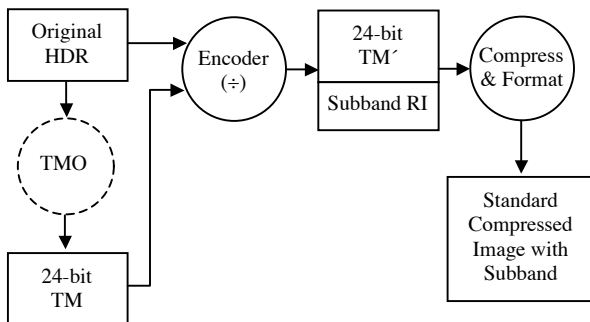 Original
HDR
TMO
24-bit
TM
Encoder
(÷)
24-bit
TM´
Subband RI
Compress
& Format
Standard
Compressed
Image with
Subband